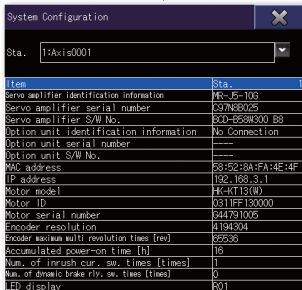 System Configuration
Sta. 1:Axis0001
Item Sta. 1
Servo amplifier identification information MR-J5-10G
Servo amplifier serial number C97N8B025
Servo amplifier S/W No. BCD-B58W300 B8
Option unit identification information No Connection
Option unit serial number ----
Option unit S/W No. ----
MAC address 58:52:8A:FA:4E:4F
IP address 192.168.3.1
Motor model HK-KT13(W)
Motor ID 0311FF130000
Motor serial number G44791005
Encoder resolution 4194304
Encoder maximum multi revolution times [rev] 65536
Accumulated power-on time [h] 16
Num. of inrush cur. sw. times [times] 1
Num. of dynamic brake rly. sw. times [times] 0
LED display R01